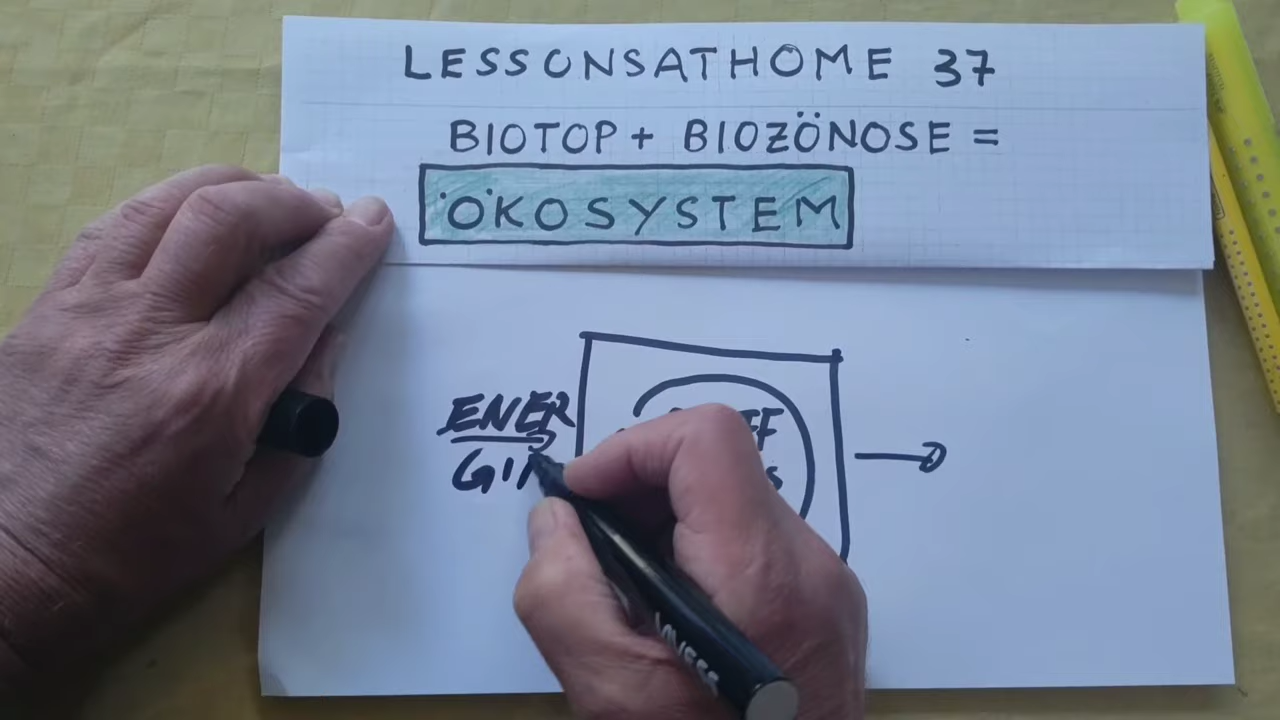 LESSONSATHOME 37
BIOTOP + BIOZÖNOSE =
ÖKOSYSTEM
ENER
GI